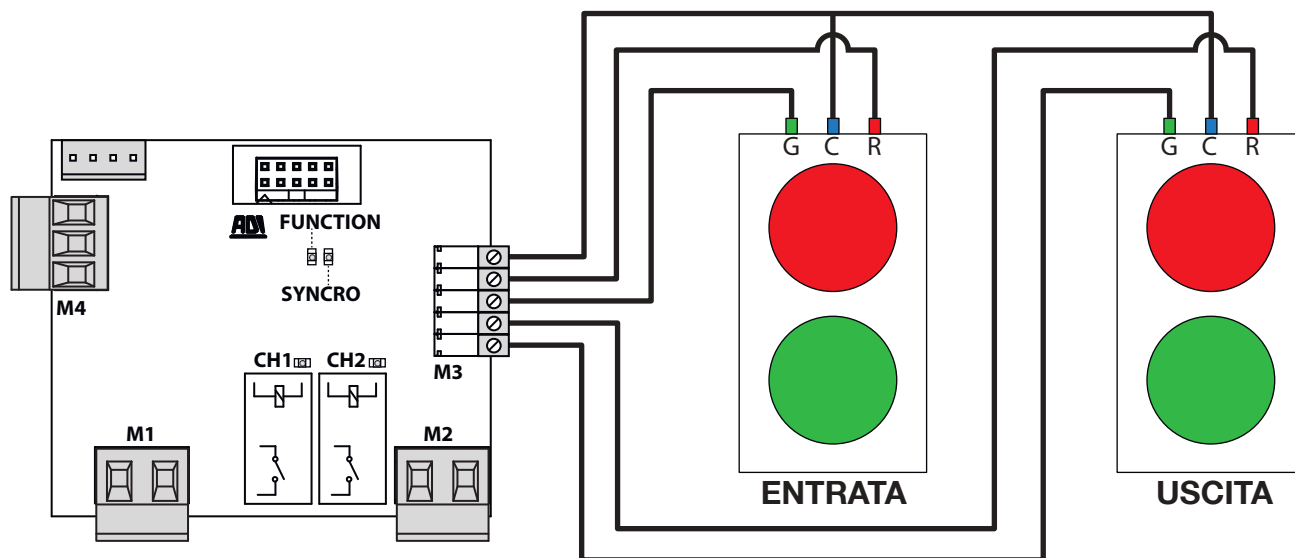 G C R
G C R
ADI FUNCTION
SYNCRO
M4
CH1 CH2
M3
M1
M2
ENTRATA
USCITA